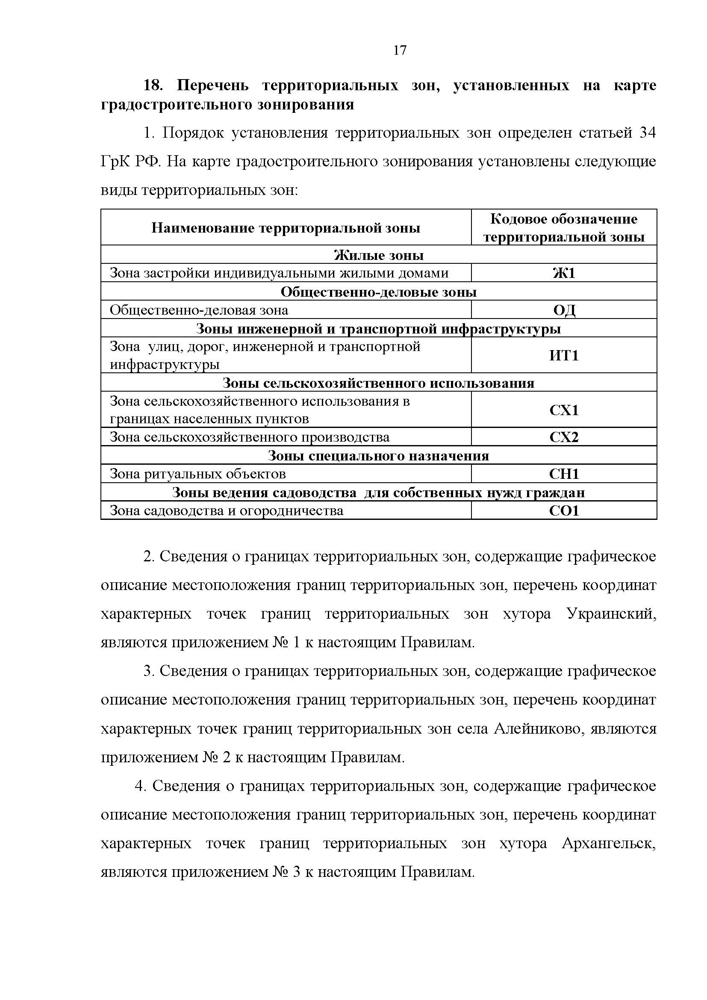 17
18. Перечень территориальных зон, установленных на карте
градостроительного зонирования
1. Порядок установления территориальных зон определен статьей 34
ГрК РФ. На карте градостроительного зонирования установлены следующие
виды территориальных зон:
Наименование территориальной зоны
Кодовое обозначение
территориальной зоны
Жилые зоны
Зона застройки индивидуальными жилыми домами
Ж1
Общественно-деловые зоны
Общественно-деловая зона
ОД
Зоны инженерной и транспортной инфраструктуры
Зона улиц, дорог, инженерной и транспортной
инфраструктуры
ИТ1
Зоны сельскохозяйственного использования
Зона сельскохозяйственного использования в
границах населенных пунктов
СХ1
Зона сельскохозяйственного производства
СХ2
Зоны специального назначения
Зона ритуальных объектов
СН1
Зоны ведения садоводства для собственных нужд граждан
Зона садоводства и огородничества
СО1
2. Сведения о границах территориальных зон, содержащие графическое
описание местоположения границ территориальных зон, перечень координат
характерных точек границ территориальных зон хутора Украинский,
являются приложением № 1 к настоящим Правилам.
3. Сведения о границах территориальных зон, содержащие графическое
описание местоположения границ территориальных зон, перечень координат
характерных точек границ территориальных зон села Алейниково, являются
приложением № 2 к настоящим Правилам.
4. Сведения о границах территориальных зон, содержащие графическое
описание местоположения границ территориальных зон, перечень координат
характерных точек границ территориальных зон хутора Архангельск,
являются приложением № 3 к настоящим Правилам.